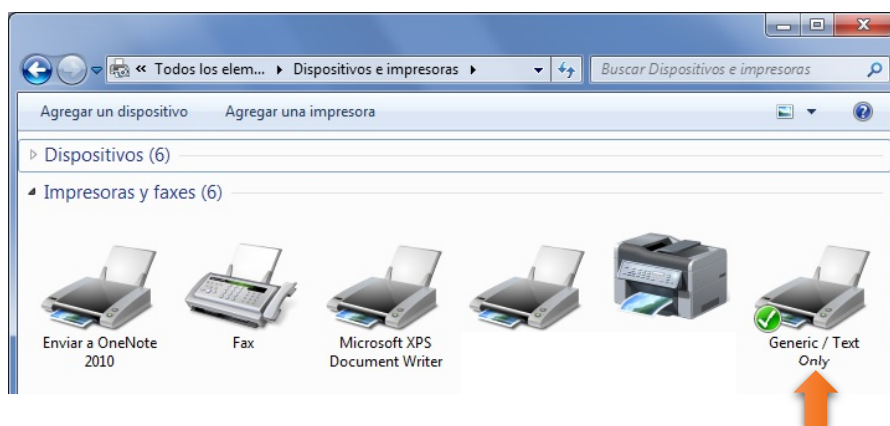 « Todos los elem... Dispositivos e impresoras Buscar Dispositivos e impresoras
Agregar un dispositivo Agregar una impresora
Dispositivos (6)
Impresoras y faxes (6)
Enviar a OneNote
2010
Fax
Microsoft XPS
Document Writer
Generic / Text
Only